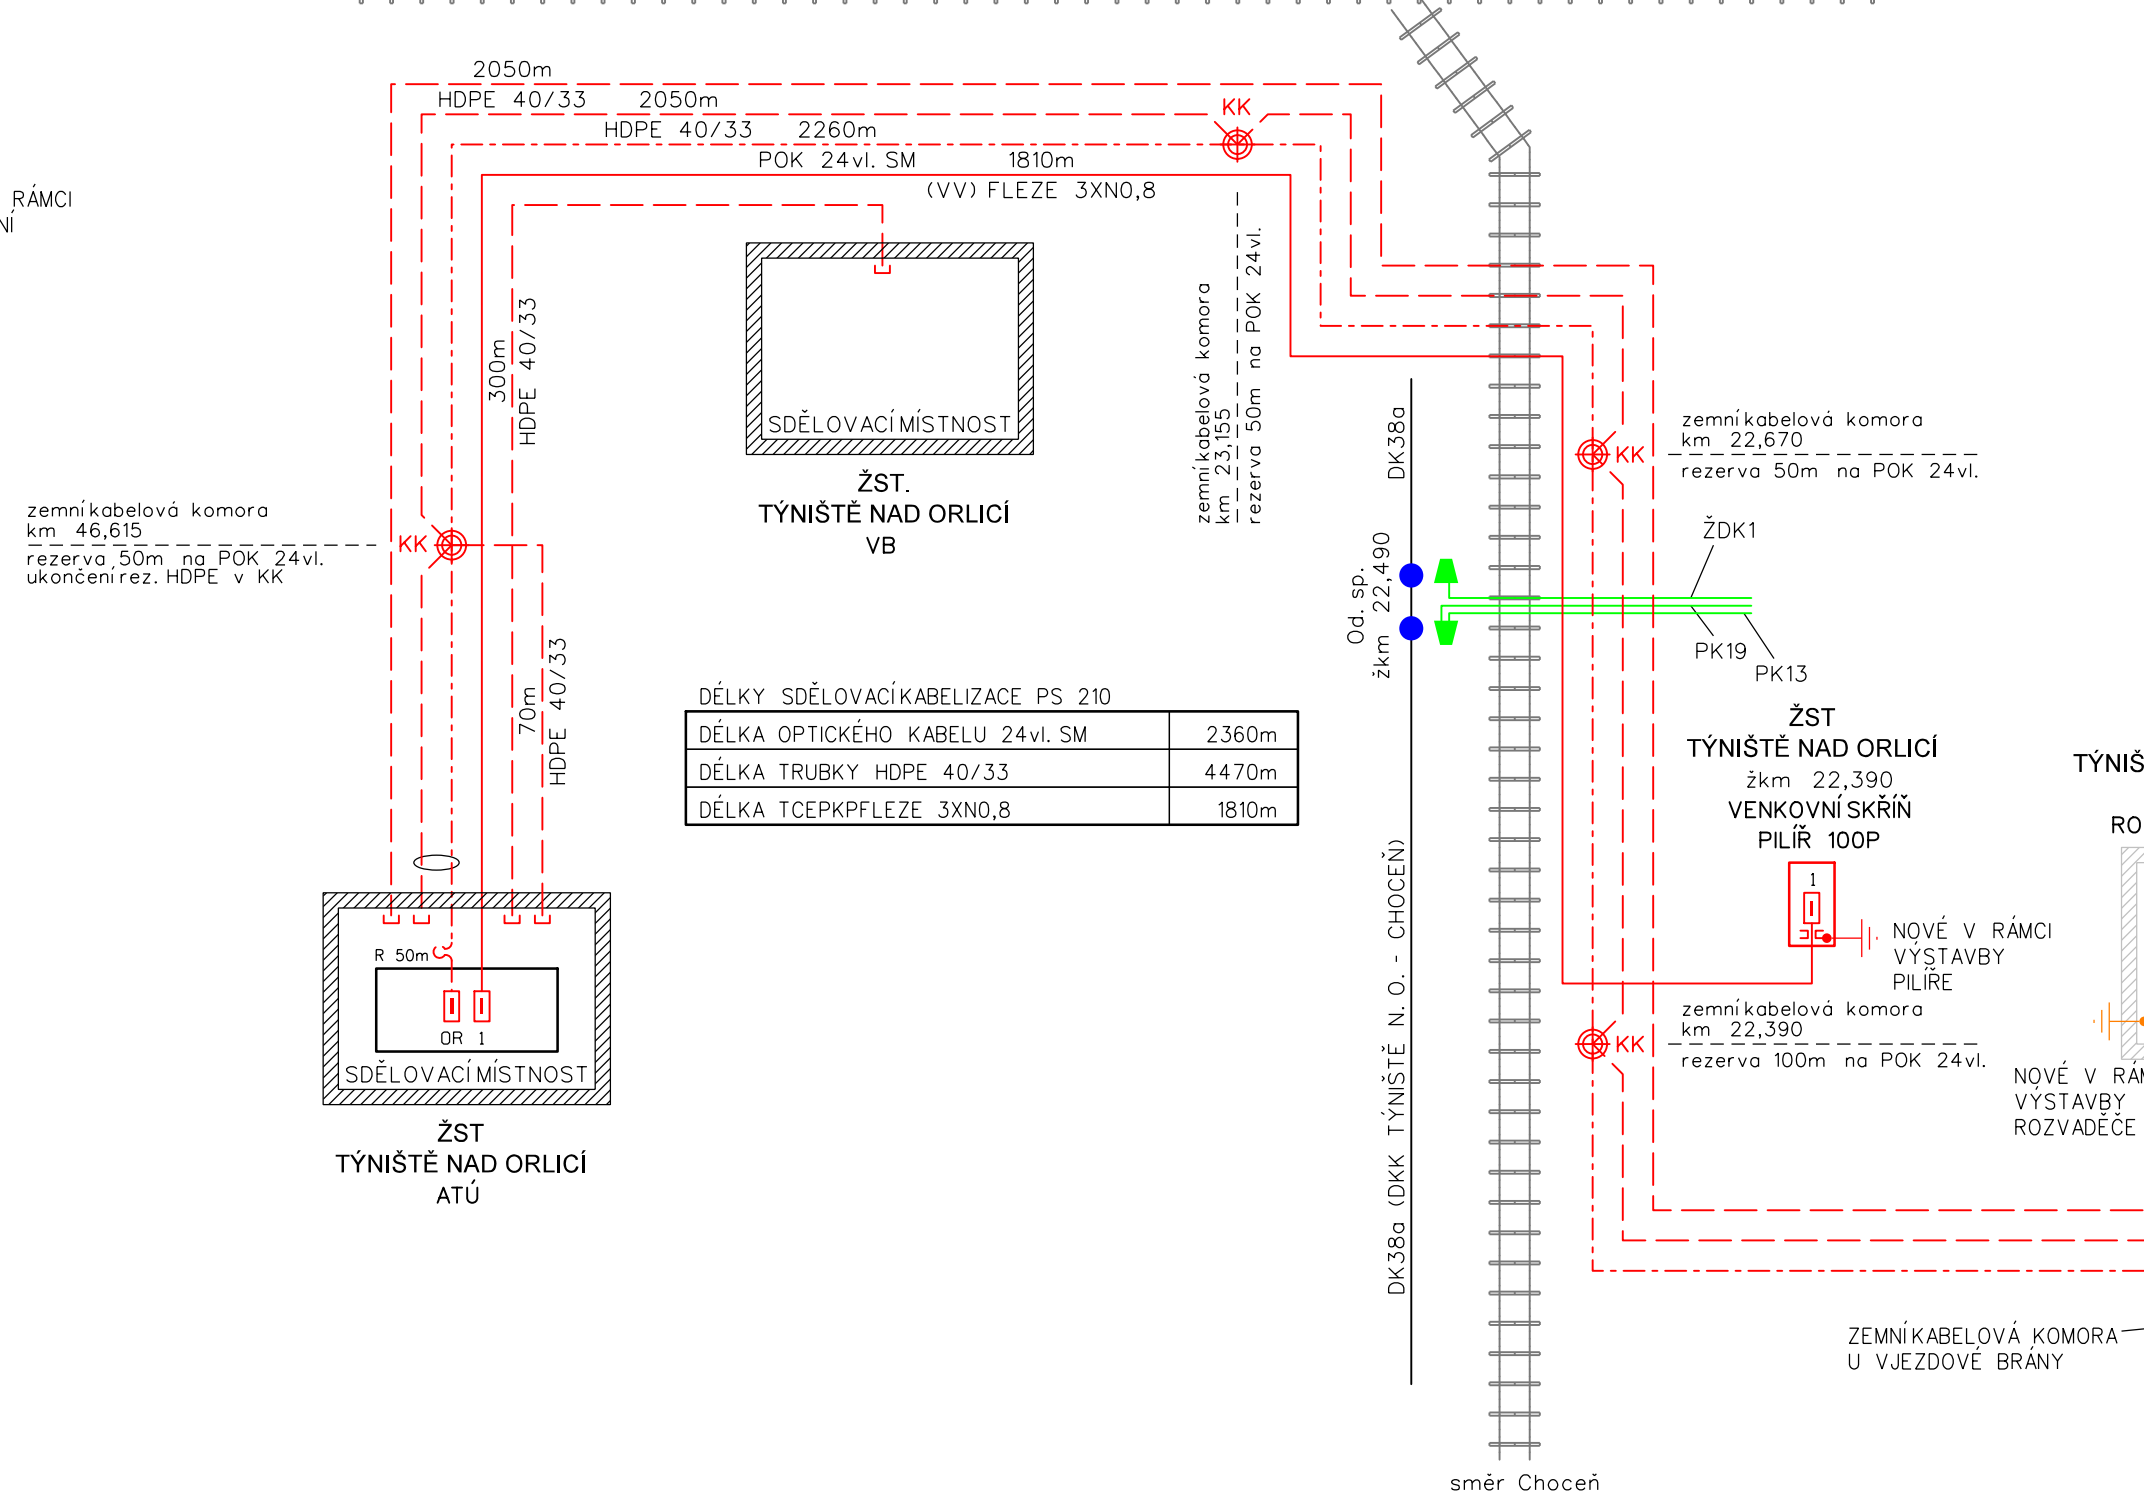 2050m
HDPE 40/33 2050m
HDPE 40/33 2260m
POK 24vl. SM 1810m
(VV) FLEZE 3XN0,8
KK
RÁMCI
NÍ
300m
HDPE 40/33
SDĚLOVACÍ MÍSTNOST
ŽST.
TÝNIŠTĚ NAD ORLICÍ
VB
zemní kabelová komora
km 23,155
rezerva 50m na POK 24vl.
DK38a
zemní kabelová komora
km 22,670
rezerva 50m na POK 24vl.
KK
zemní kabelová komora
km 46,615
rezerva 50m na POK 24vl.
ukončení rez. HDPE v KK
KK
Od. sp.
žkm 22,490
ŽDK1
PK19
PK13
70m
HDPE 40/33
DÉLKY SDĚLOVACÍ KABELIZACE PS 210
DÉLKA OPTICKÉHO KABELU 24vl. SM 2360m
DÉLKA TRUBKY HDPE 40/33 4470m
DÉLKA TCEPKPFLEZE 3XN0,8 1810m
ŽST
TÝNIŠTĚ NAD ORLICÍ
žkm 22,390
VENKOVNÍ SKŘÍŇ
PILÍŘ 100P
1
TÝNIŠ
RO
NOVÉ V RÁMCI
VÝSTAVBY
PILÍŘE
DK38a (DKK TÝNIŠTĚ N. O. - CHOCEŇ)
zemní kabelová komora
km 22,390
rezerva 100m na POK 24vl.
KK
NOVÉ V RÁM
VÝSTAVBY
ROZVADĚČE
R 50m
OR 1
SDĚLOVACÍ MÍSTNOST
ŽST
TÝNIŠTĚ NAD ORLICÍ
ATÚ
ZEMNÍ KABELOVÁ KOMORA
U VJEZDOVÉ BRÁNY
směr Choceň